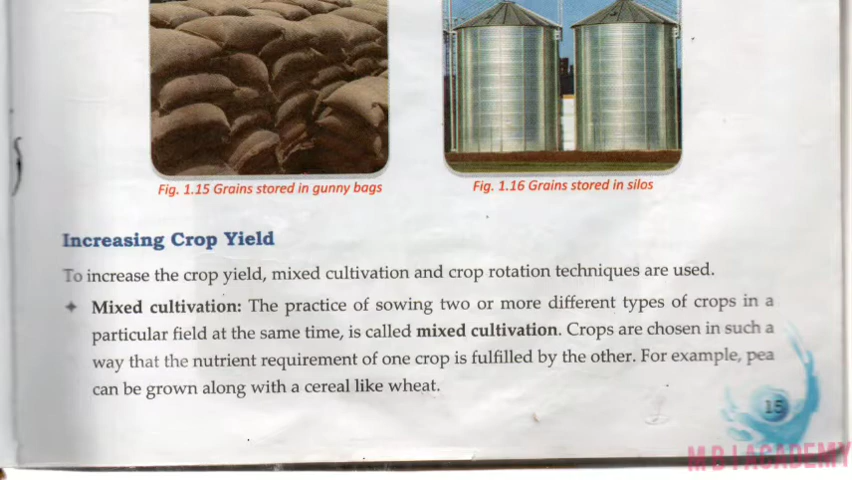 Fig. 1.15 Grains stored in gunny bags
Fig. 1.16 Grains stored in silos
Increasing Crop Yield
To increase the crop yield, mixed cultivation and crop rotation techniques are used.
✦ Mixed cultivation: The practice of sowing two or more different types of crops in a
particular field at the same time, is called mixed cultivation. Crops are chosen in such a
way that the nutrient requirement of one crop is fulfilled by the other. For example, pea
can be grown along with a cereal like wheat.
15
M D I ACADEMY